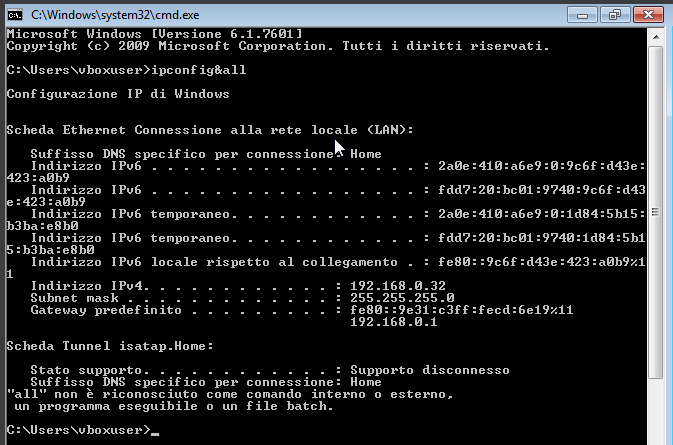 C:\Windows\system32\cmd.exe
Microsoft Windows [Versione 6.1.7601]
Copyright (c) 2009 Microsoft Corporation. Tutti i diritti riservati.
C:\Users\vboxuser>ipconfig&all
Configurazione IP di Windows
Scheda Ethernet Connessione alla rete locale (LAN):
   Suffisso DNS specifico per connessione: Home
   Indirizzo IPv6 . . . . . . . . . . . . . . . . . : 2a0e:410:a6e9:0:9c6f:d43e:
423:a0b9
   Indirizzo IPv6 . . . . . . . . . . . . . . . . . : fdd7:20:bc01:9740:9c6f:d43
e:423:a0b9
   Indirizzo IPv6 temporaneo. . . . . . . . . . . . : 2a0e:410:a6e9:0:1d84:5b15:
b3ba:e8b0
   Indirizzo IPv6 temporaneo. . . . . . . . . . . . : fdd7:20:bc01:9740:1d84:5b1
5:b3ba:e8b0
   Indirizzo IPv6 locale rispetto al collegamento . : fe80::9c6f:d43e:423:a0b9%1
1
   Indirizzo IPv4. . . . . . . . . . . . : 192.168.0.32
   Subnet mask . . . . . . . . . . . . . : 255.255.255.0
   Gateway predefinito . . . . . . . . . : fe80::9e31:c3ff:fecd:6e19%11
                                           192.168.0.1
Scheda Tunnel isatap.Home:
   Stato supporto. . . . . . . . . . . . : Supporto disconnesso
   Suffisso DNS specifico per connessione: Home
"all" non è riconosciuto come comando interno o esterno,
 un programma eseguibile o un file batch.
C:\Users\vboxuser>_